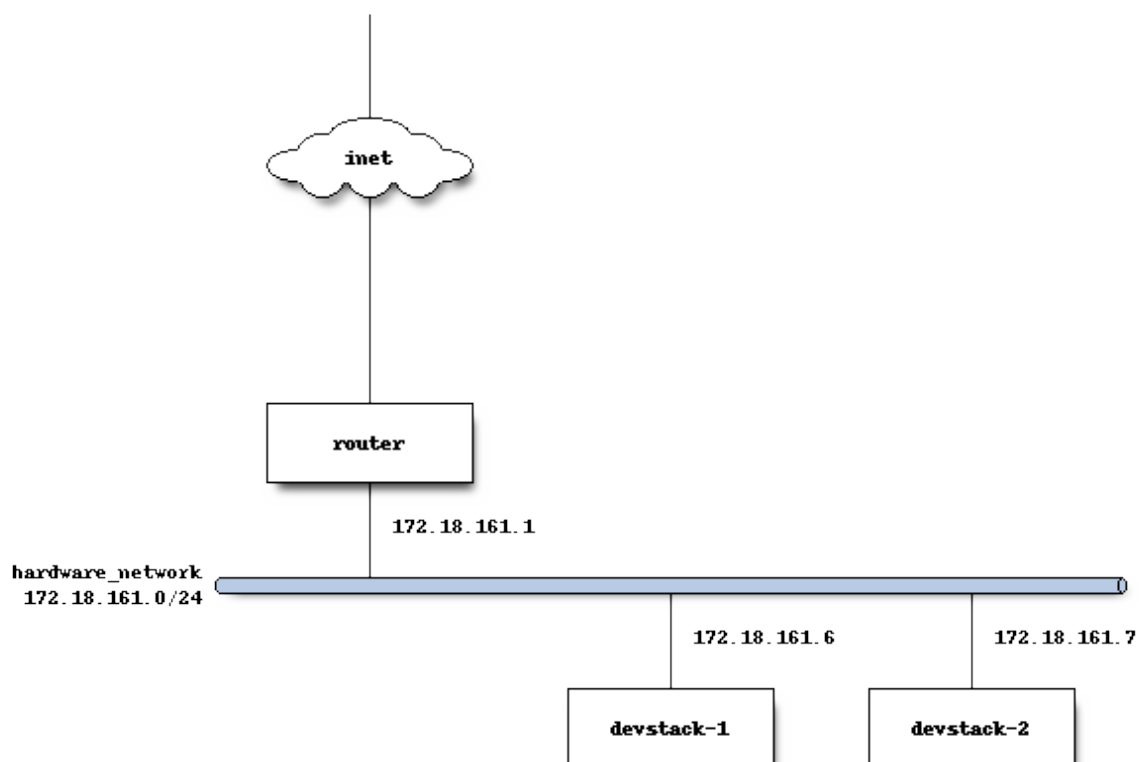 inet
router
172.18.161.1
hardware_network
172.18.161.0/24
172.18.161.6
172.18.161.7
devstack-1
devstack-2